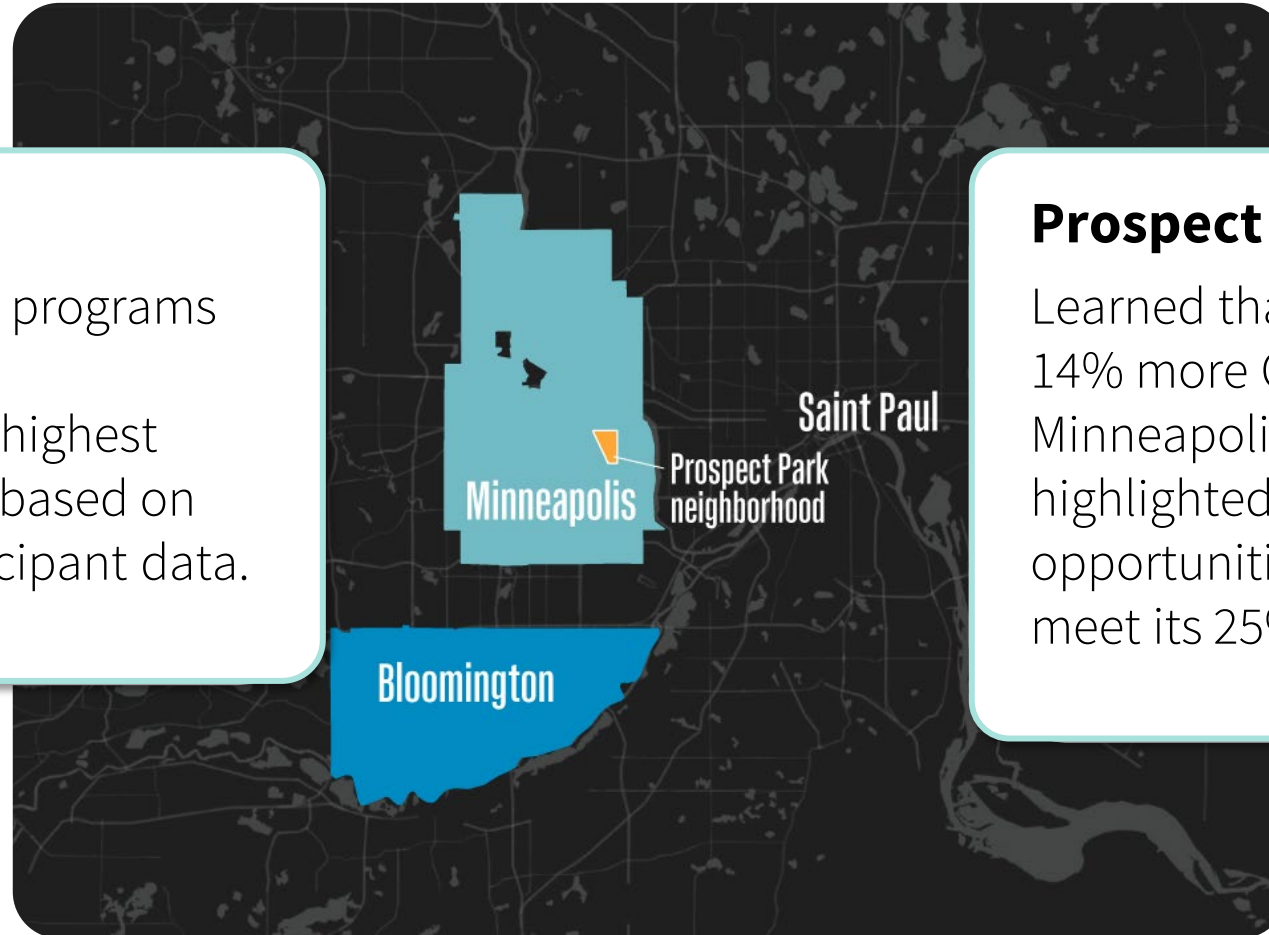 programs
highest
based on
cipant data.
Saint Paul
Prospect Park
neighborhood
Minneapolis
Bloomington
Prospect
Learned tha
14% more
Minneapoli
highlighted
opportuniti
meet its 25